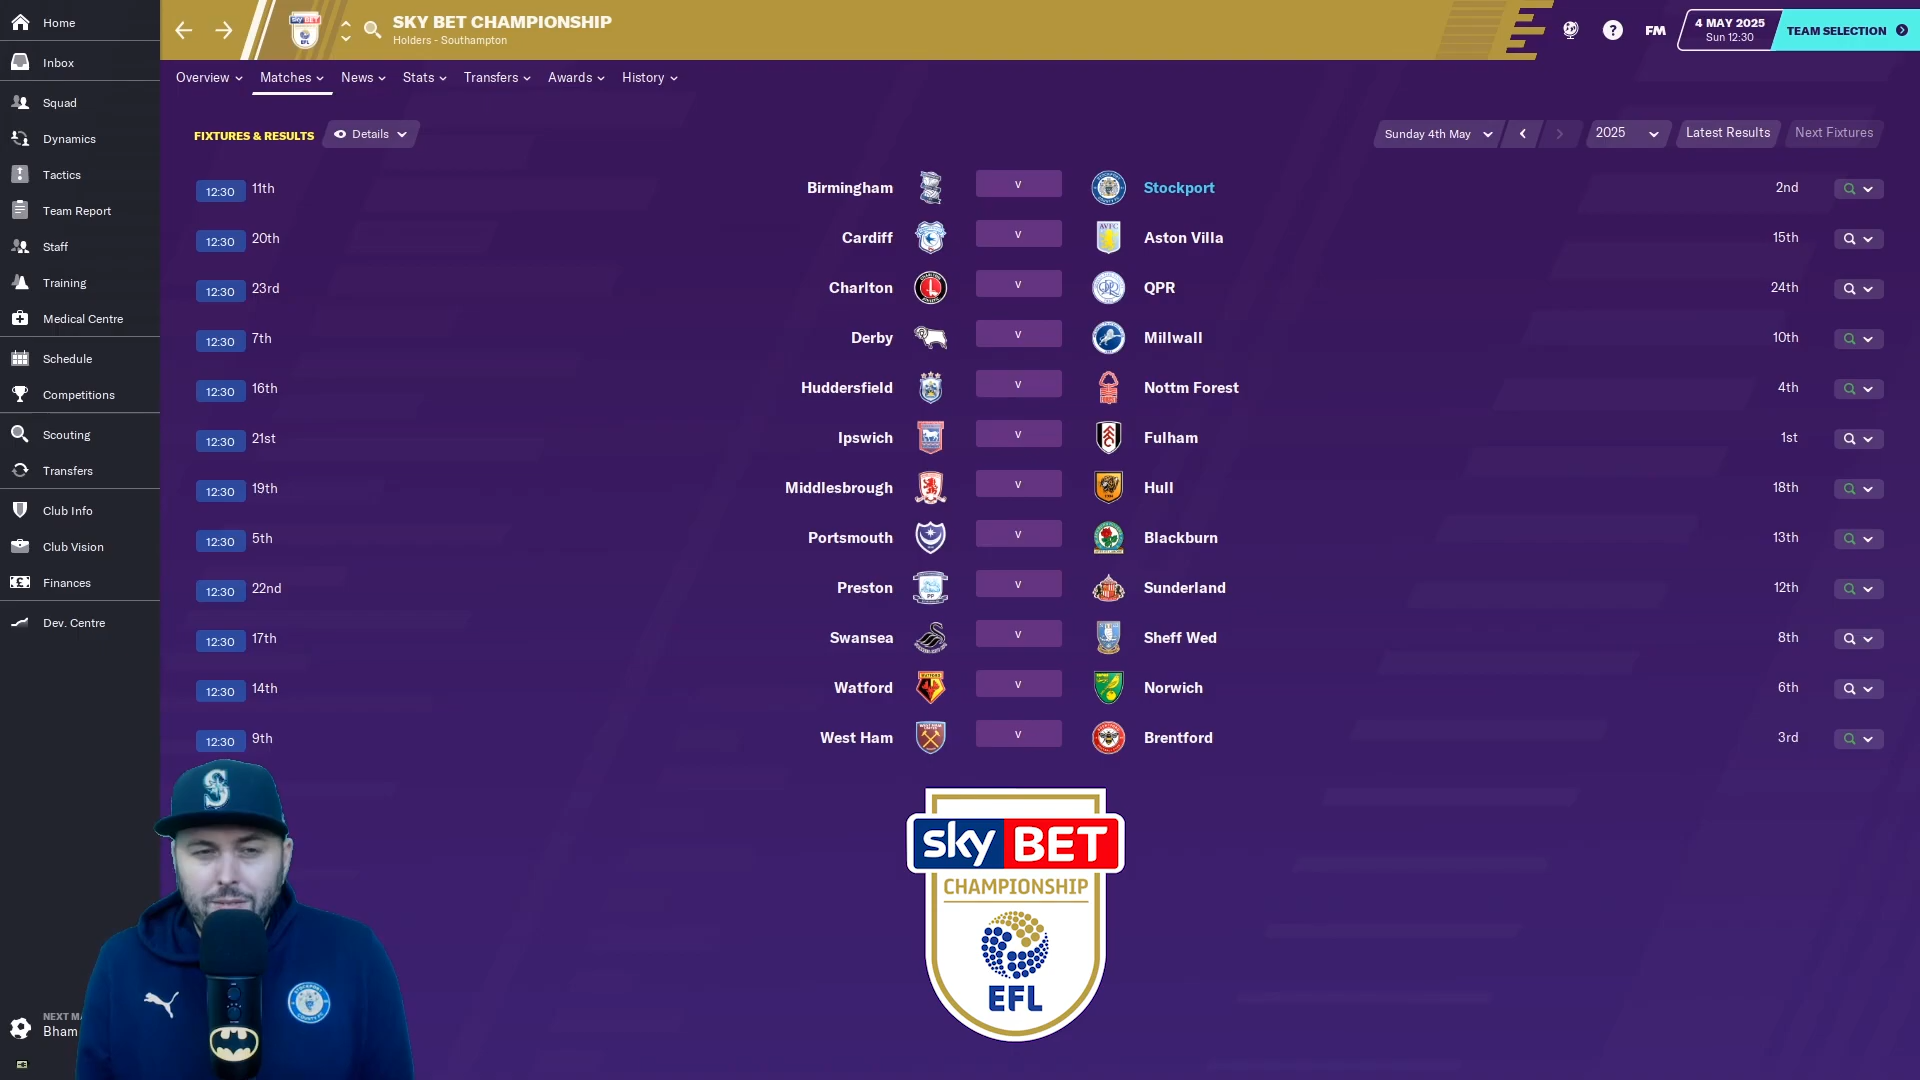 Home
Inbox
Squad
Dynamics
Tactics
Team Report
Staff
Training
Medical Centre
Schedule
Competitions
Scouting
Transfers
Club Info
Club Vision
Finances
Dev. Centre
NEXT
Bham
SKY BET CHAMPIONSHIP
Holders - Southampton
? FM 4 MAY 2025
Sun 12:30
TEAM SELECTION
Overview Matches News Stats Transfers Awards History
FIXTURES & RESULTS Details Sunday 4th May 2025 Latest Results Next Fixtures
12:30 11th Birmingham v Stockport 2nd
12:30 20th Cardiff v Aston Villa 15th
12:30 23rd Charlton v QPR 24th
12:30 7th Derby v Millwall 10th
12:30 16th Huddersfield v Nottm Forest 4th
12:30 21st Ipswich v Fulham 1st
12:30 19th Middlesbrough v Hull 18th
12:30 5th Portsmouth v Blackburn 13th
12:30 22nd Preston v Sunderland 12th
12:30 17th Swansea v Sheff Wed 8th
12:30 14th Watford v Norwich 6th
12:30 9th West Ham v Brentford 3rd
sky BET
CHAMPIONSHIP
EFL